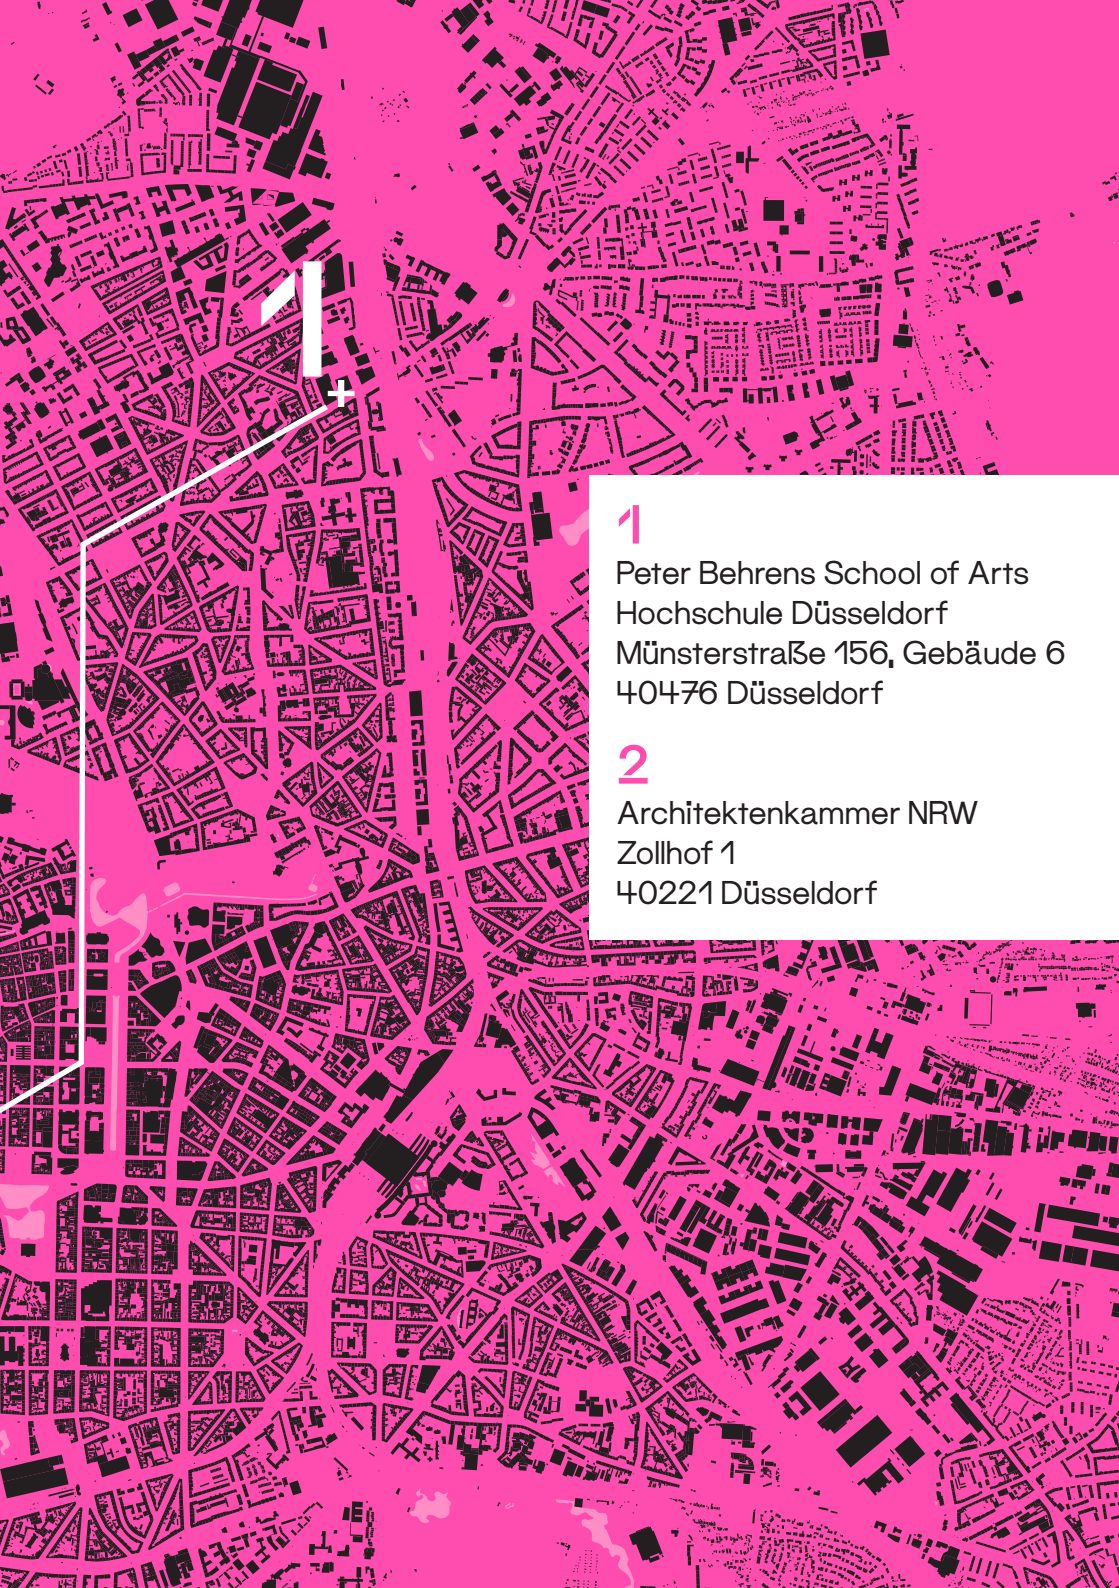 1
1
Peter Behrens School of Arts
Hochschule Düsseldorf
Münsterstraße 156, Gebäude 6
40476 Düsseldorf
2
Architektenkammer NRW
Zollhof 1
40221 Düsseldorf